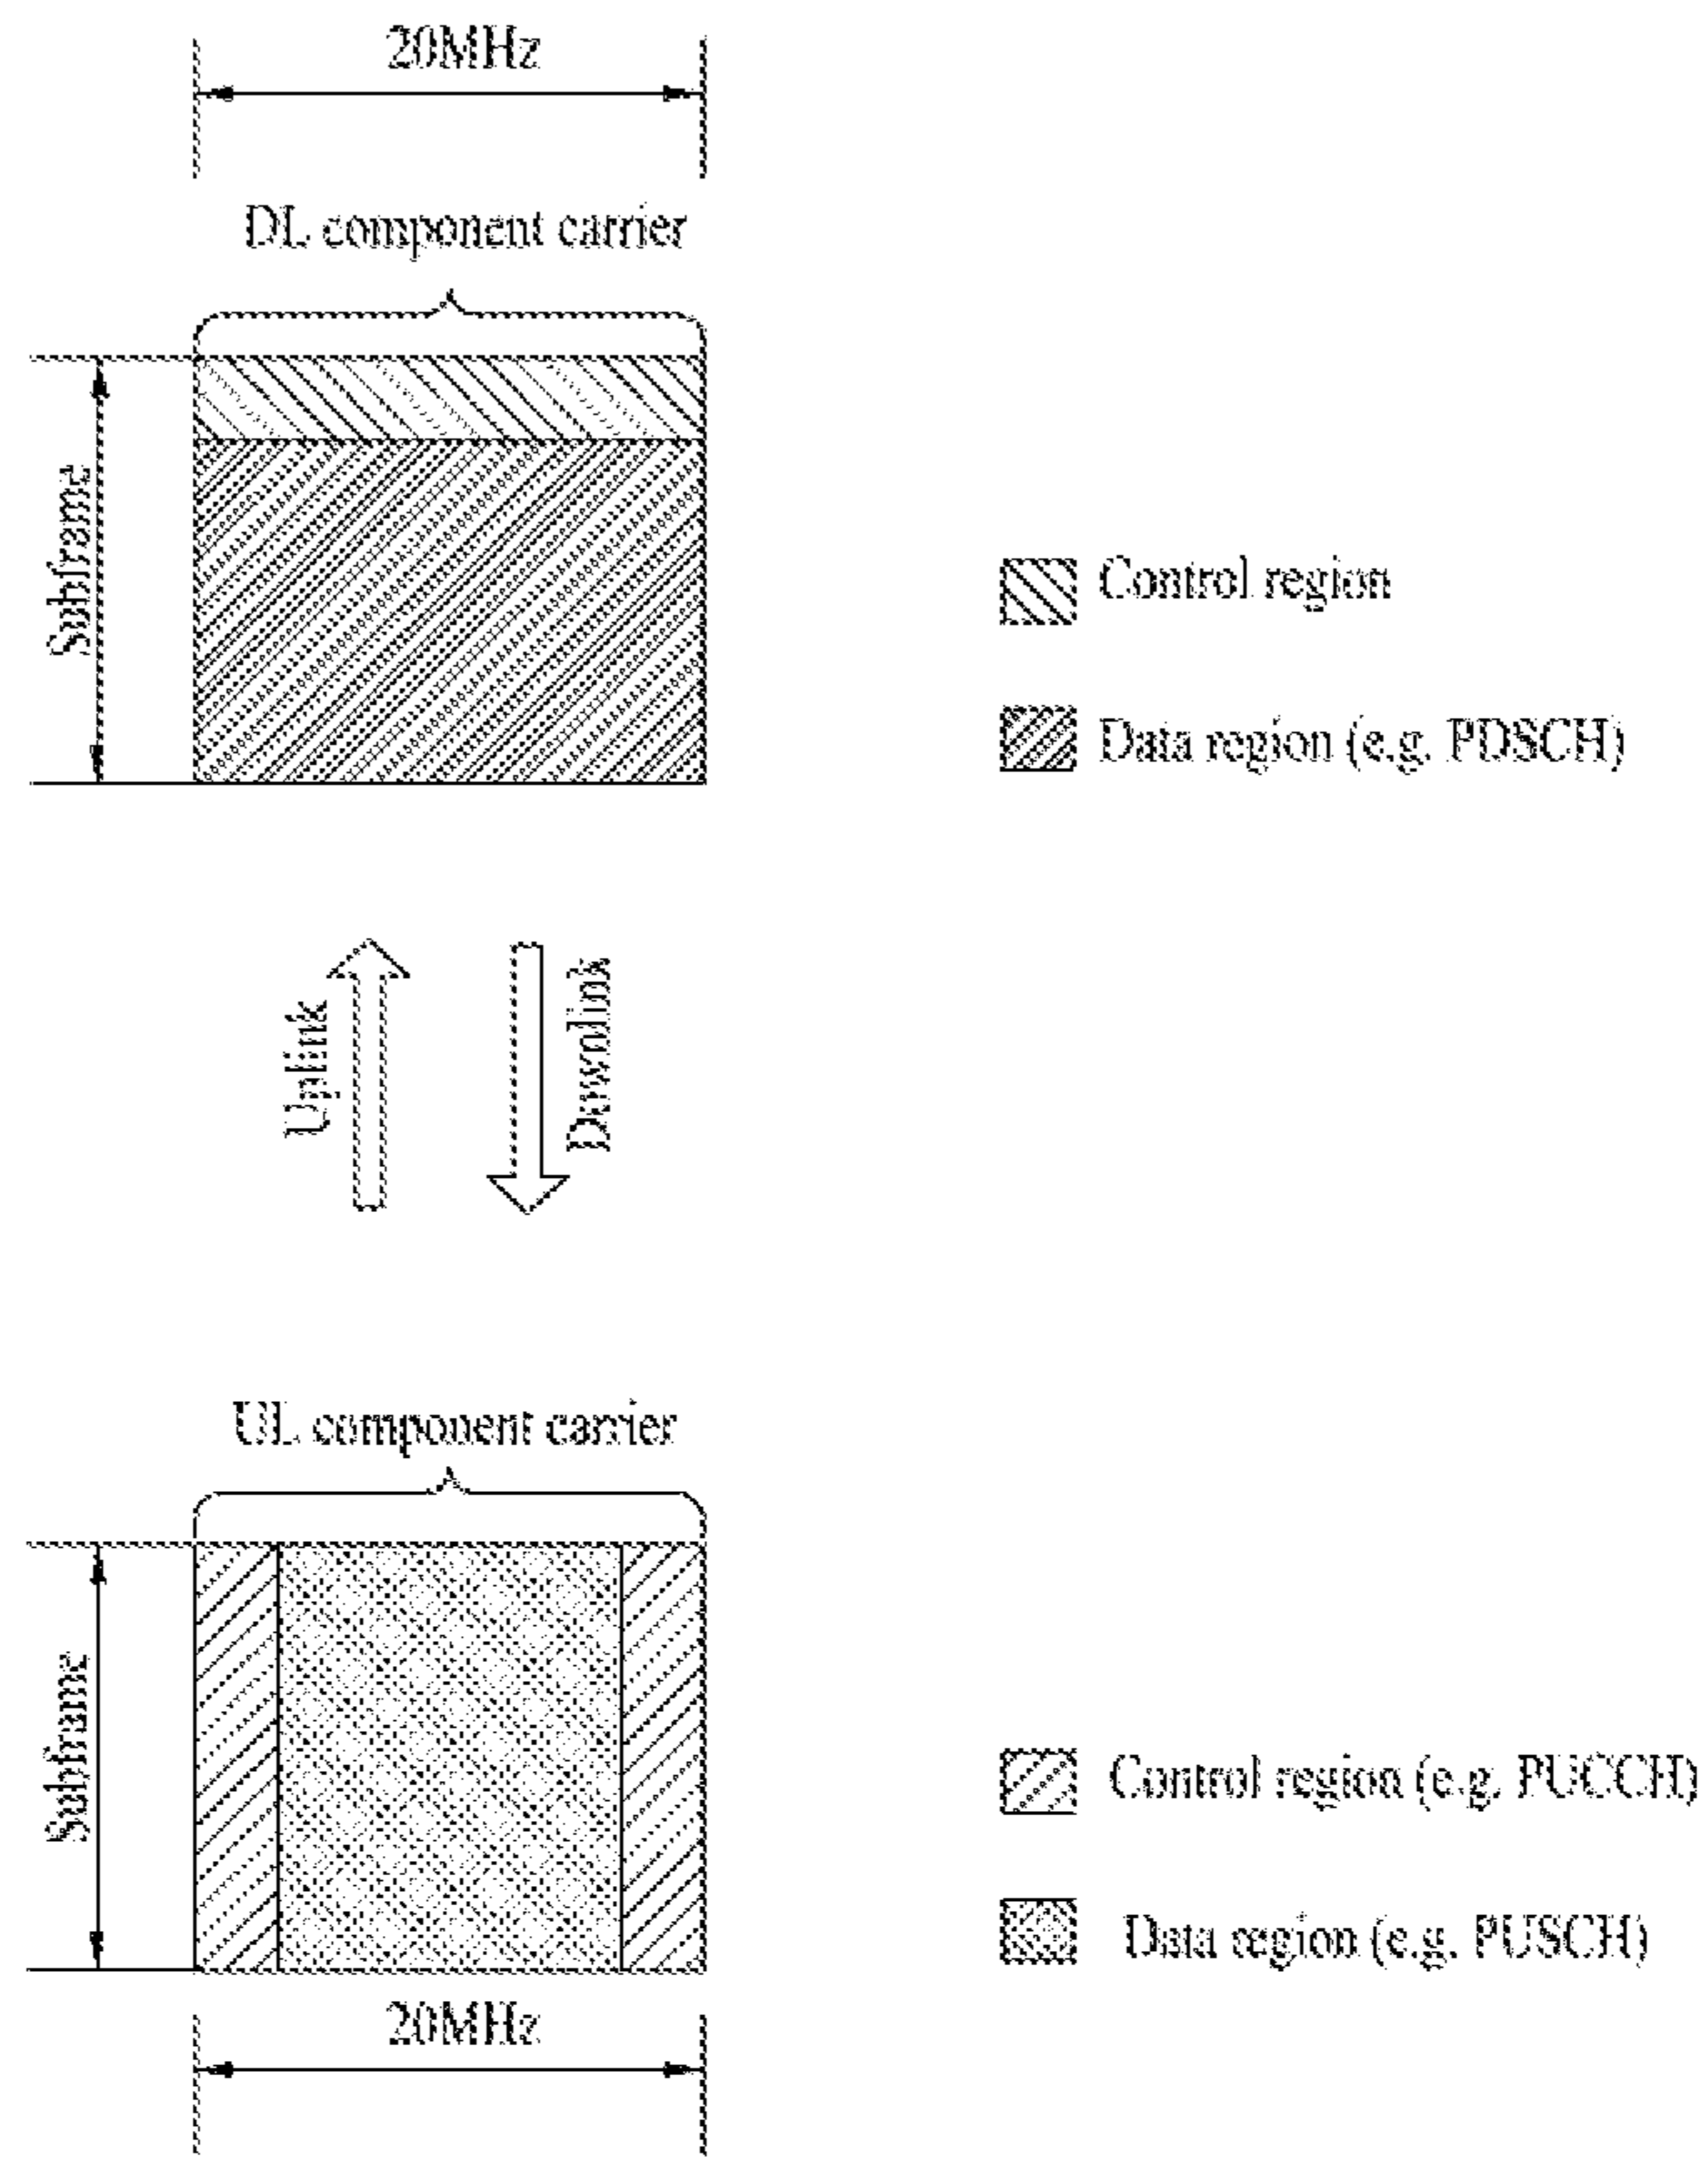 20MHz
DL component carrier
Subframe
Control region
Data region (e.g. PDSCH)
Uplink
Downlink
UL component carrier
Subframe
Control region (e.g. PUCCH)
Data region (e.g. PUSCH)
20MHz